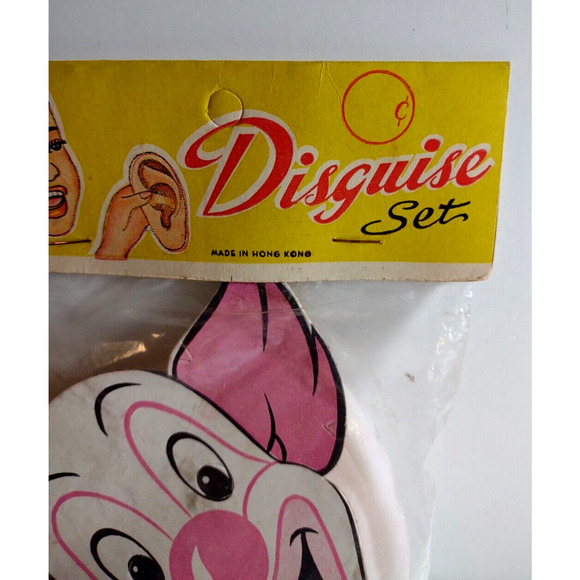 ¢
Disguise
Set
MADE IN HONG KONG